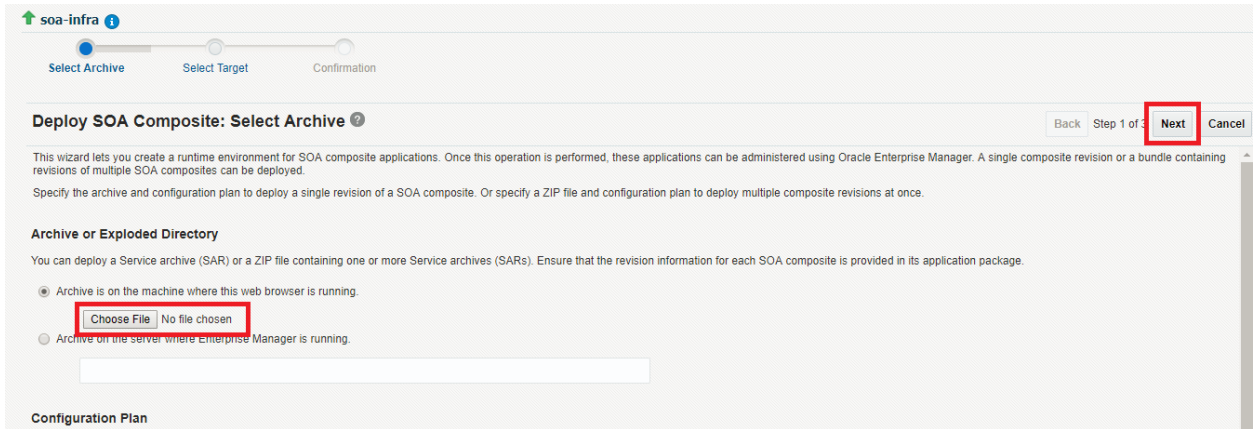 soa-infra
Select Archive Select Target Confirmation
Deploy SOA Composite: Select Archive
Back Step 1 of 3 Next Cancel
This wizard lets you create a runtime environment for SOA composite applications. Once this operation is performed, these applications can be administered using Oracle Enterprise Manager. A single composite revision or a bundle containing
revisions of multiple SOA composites can be deployed.
Specify the archive and configuration plan to deploy a single revision of a SOA composite. Or specify a ZIP file and configuration plan to deploy multiple composite revisions at once.
Archive or Exploded Directory
You can deploy a Service archive (SAR) or a ZIP file containing one or more Service archives (SARs). Ensure that the revision information for each SOA composite is provided in its application package.
Archive is on the machine where this web browser is running.
Choose File No file chosen
Archive on the server where Enterprise Manager is running.
Configuration Plan